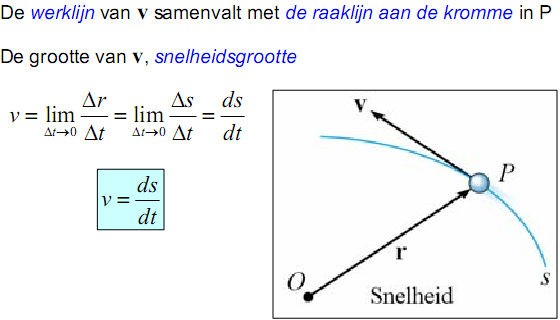 De werklijn van v samenvalt met de raaklijn aan de kromme in P
De grootte van v, snelheidsgrootte
v = lim Δt→0 Δr/Δt = lim Δt→0 Δs/Δt = ds/dt
v = ds/dt
v
P
r
O
s
Snelheid